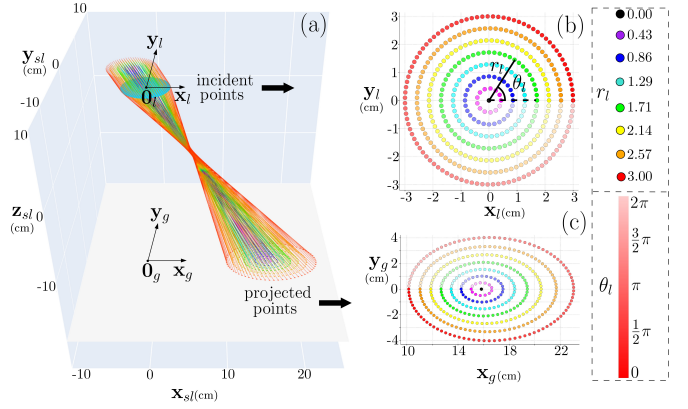 (a)
10
y_sl
(cm)
0
-10
10
z_sl
(cm)
0
-10
y_l
0_l
x_l
incident
points
y_g
0_g
x_g
projected
points
-10
0
10
20
x_sl(cm)
(b)
3
2
1
0
−1
−2
−3
y_l
(cm)
r_l
θ_l
−3 −2 −1 0 1 2 3
x_l(cm)
(c)
4
2
0
−2
−4
y_g
(cm)
10 14 18 22
x_g(cm)
0.00
0.43
0.86
1.29
1.71
2.14
2.57
3.00
r_l
2π
3/2 π
π
1/2 π
0
θ_l